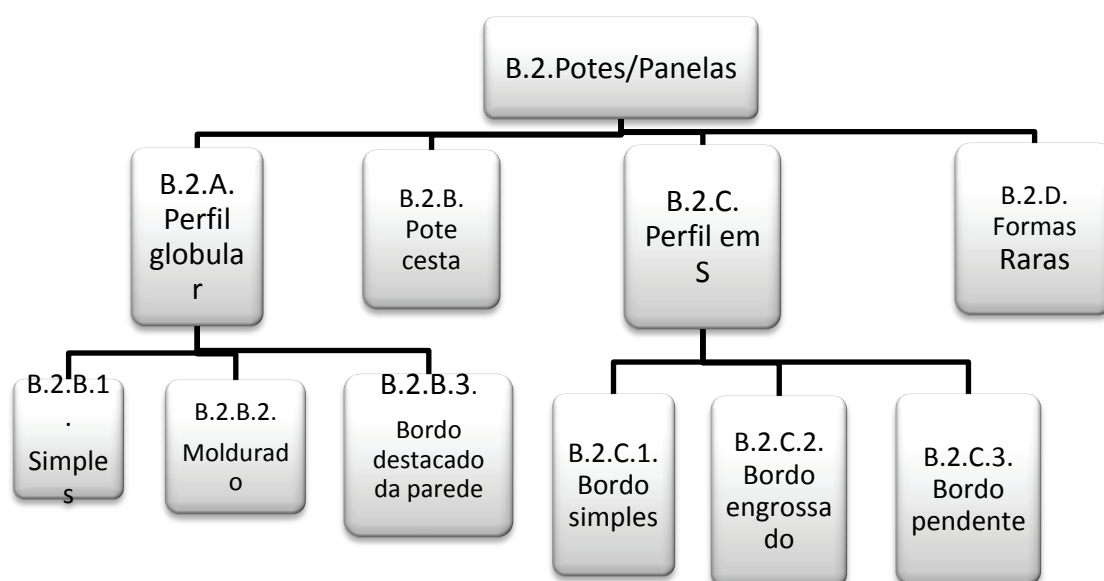 B.2.Potes/Panelas
B.2.A.
Perfil
globula
r
B.2.B.
Pote
cesta
B.2.C.
Perfil em
S
B.2.D.
Formas
Raras
B.2.B.1
.
Simple
s
B.2.B.2.
Moldurad
o
B.2.B.3.
Bordo
destacado
da parede
B.2.C.1.
Bordo
simples
B.2.C.2.
Bordo
engrossa
do
B.2.C.3.
Bordo
pendente